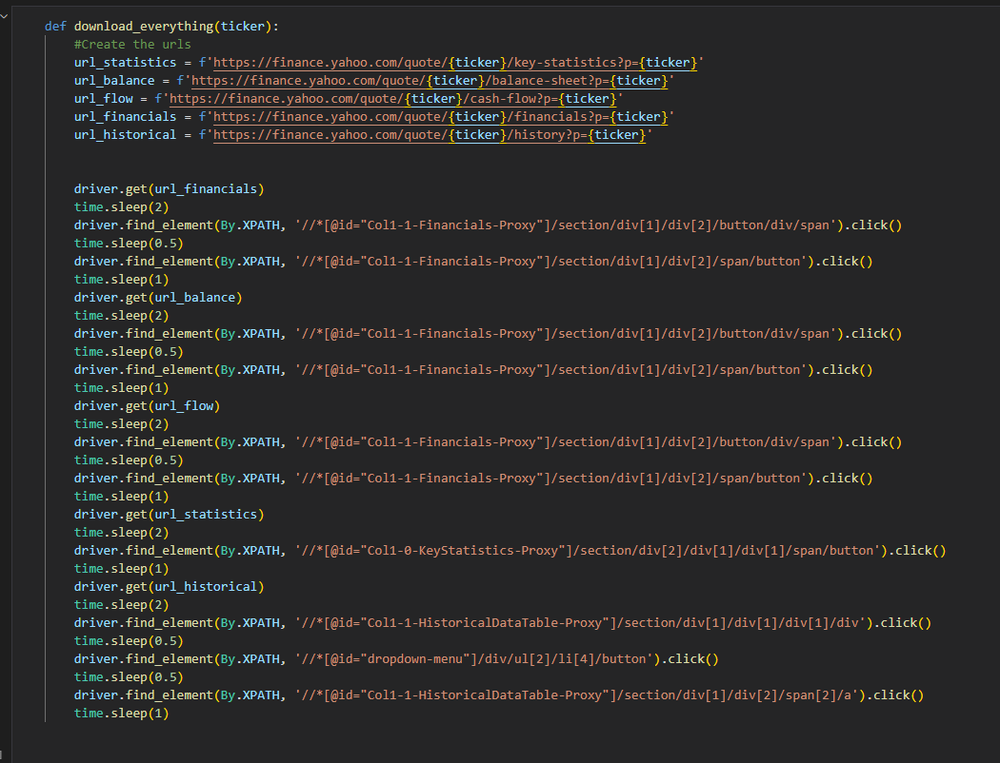 def download_everything(ticker):
#Create the urls
url_statistics = f'https://finance.yahoo.com/quote/{ticker}/key-statistics?p={ticker}'
url_balance = f'https://finance.yahoo.com/quote/{ticker}/balance-sheet?p={ticker}'
url_flow = f'https://finance.yahoo.com/quote/{ticker}/cash-flow?p={ticker}'
url_financials = f'https://finance.yahoo.com/quote/{ticker}/financials?p={ticker}'
url_historical = f'https://finance.yahoo.com/quote/{ticker}/history?p={ticker}'
driver.get(url_financials)
time.sleep(2)
driver.find_element(By.XPATH, '//*[@id="Col1-1-Financials-Proxy"]/section/div[1]/div[2]/button/div/span').click()
time.sleep(0.5)
driver.find_element(By.XPATH, '//*[@id="Col1-1-Financials-Proxy"]/section/div[1]/div[2]/span/button').click()
time.sleep(1)
driver.get(url_balance)
time.sleep(2)
driver.find_element(By.XPATH, '//*[@id="Col1-1-Financials-Proxy"]/section/div[1]/div[2]/button/div/span').click()
time.sleep(0.5)
driver.find_element(By.XPATH, '//*[@id="Col1-1-Financials-Proxy"]/section/div[1]/div[2]/span/button').click()
time.sleep(1)
driver.get(url_flow)
time.sleep(2)
driver.find_element(By.XPATH, '//*[@id="Col1-1-Financials-Proxy"]/section/div[1]/div[2]/button/div/span').click()
time.sleep(0.5)
driver.find_element(By.XPATH, '//*[@id="Col1-1-Financials-Proxy"]/section/div[1]/div[2]/span/button').click()
time.sleep(1)
driver.get(url_statistics)
time.sleep(2)
driver.find_element(By.XPATH, '//*[@id="Col1-0-KeyStatistics-Proxy"]/section/div[2]/div[1]/div[1]/span/button').click()
time.sleep(1)
driver.get(url_historical)
time.sleep(2)
driver.find_element(By.XPATH, '//*[@id="Col1-1-HistoricalDataTable-Proxy"]/section/div[1]/div[1]/div[1]/div').click()
time.sleep(0.5)
driver.find_element(By.XPATH, '//*[@id="dropdown-menu"]/div/ul[2]/li[4]/button').click()
time.sleep(0.5)
driver.find_element(By.XPATH, '//*[@id="Col1-1-HistoricalDataTable-Proxy"]/section/div[1]/div[2]/span[2]/a').click()
time.sleep(1)